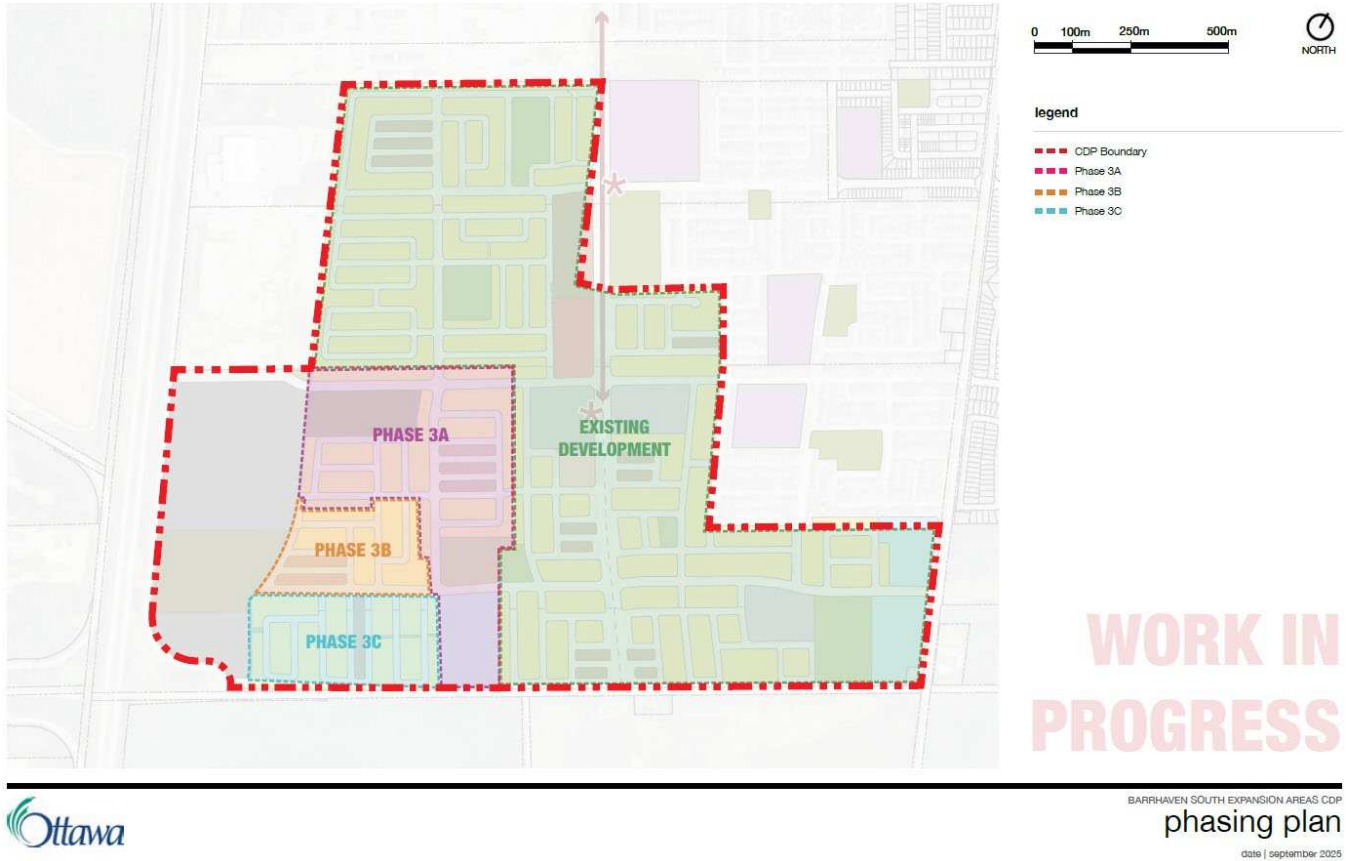 0 100m 250m 500m
NORTH
legend
CDP Boundary
Phase 3A
Phase 3B
Phase 3C
PHASE 3A
EXISTING
DEVELOPMENT
PHASE 3B
PHASE 3C
WORK IN
PROGRESS
Ottawa
BARRHAVEN SOUTH EXPANSION AREAS CDP
phasing plan
date | september 2025